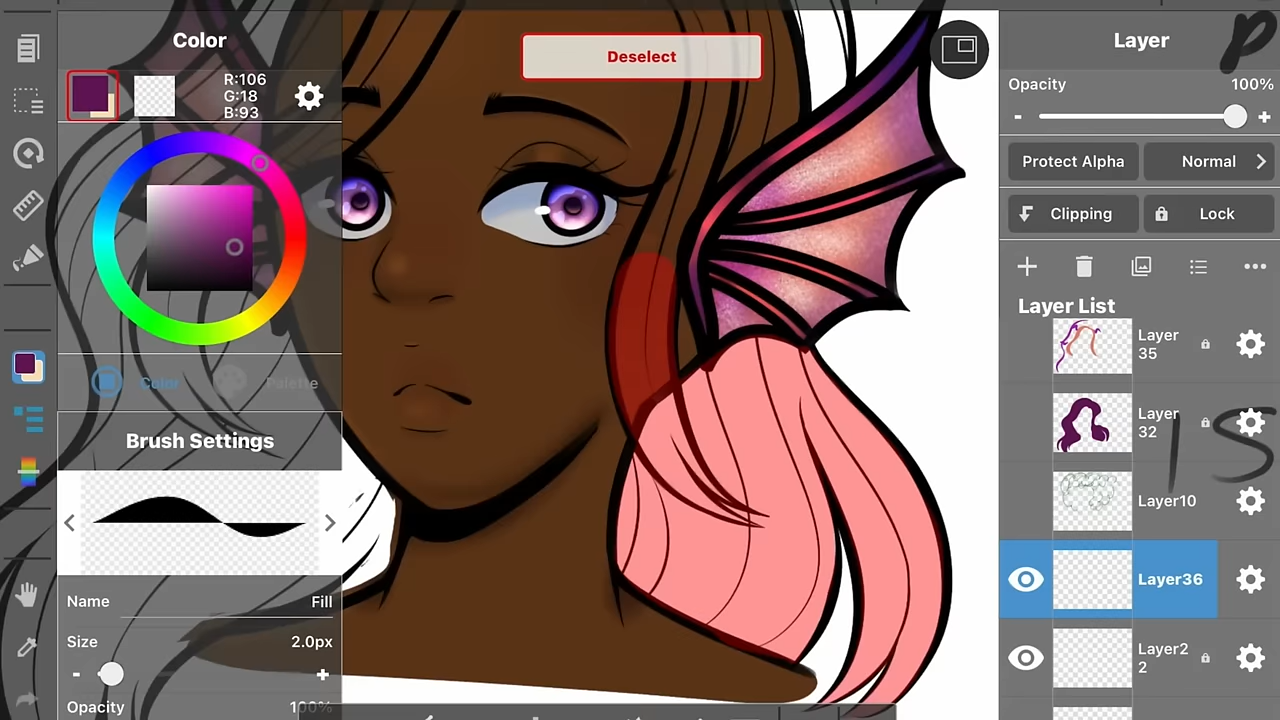 Color
R:106
G:18
B:93
Color
Palette
Brush Settings
Name
Fill
Size
2.0px
Opacity
100%
Deselect
p
Layer
Opacity
100%
Protect Alpha
Normal
Clipping
Lock
Layer List
Layer
35
Layer
32
Layer10
Layer36
Layer2
2